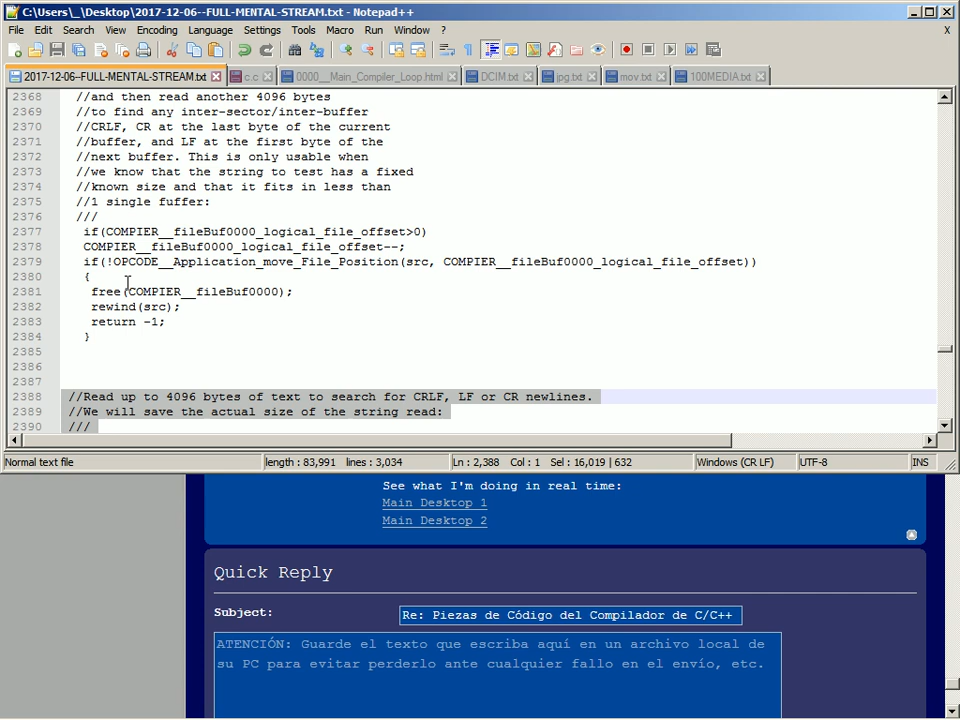 C:\Users\_\Desktop\2017-12-06--FULL-MENTAL-STREAM.txt - Notepad++
File Edit Search View Encoding Language Settings Tools Macro Run Window ? X
2017-12-06--FULL-MENTAL-STREAM.txt c.c 0000__Main_Compiler_Loop.html DCIM.txt jpg.txt mov.txt 100MEDIA.txt
2368 //and then read another 4096 bytes
2369 //to find any inter-sector/inter-buffer
2370 //CRLF, CR at the last byte of the current
2371 //buffer, and LF at the first byte of the
2372 //next buffer. This is only usable when
2373 //we know that the string to test has a fixed
2374 //known size and that it fits in less than
2375 //1 single fuffer:
2376 ///
2377 if(COMPIER__fileBuf0000_logical_file_offset>0)
2378 COMPIER__fileBuf0000_logical_file_offset--;
2379 if(!OPCODE__Application_move_File_Position(src, COMPIER__fileBuf0000_logical_file_offset))
2380 {
2381 free(COMPIER__fileBuf0000);
2382 rewind(src);
2383 return -1;
2384 }
2385
2386
2387
2388 //Read up to 4096 bytes of text to search for CRLF, LF or CR newlines.
2389 //We will save the actual size of the string read:
2390 ///
Normal text file length : 83,991 lines : 3,034 Ln : 2,388 Col : 1 Sel : 16,019 | 632 Windows (CR LF) UTF-8 INS
See what I'm doing in real time:
Main Desktop 1
Main Desktop 2
Quick Reply
Subject: Re: Piezas de Código del Compilador de C/C++
ATENCIÓN: Guarde el texto que escriba aquí en un archivo local de
su PC para evitar perderlo ante cualquier fallo en el envío, etc.